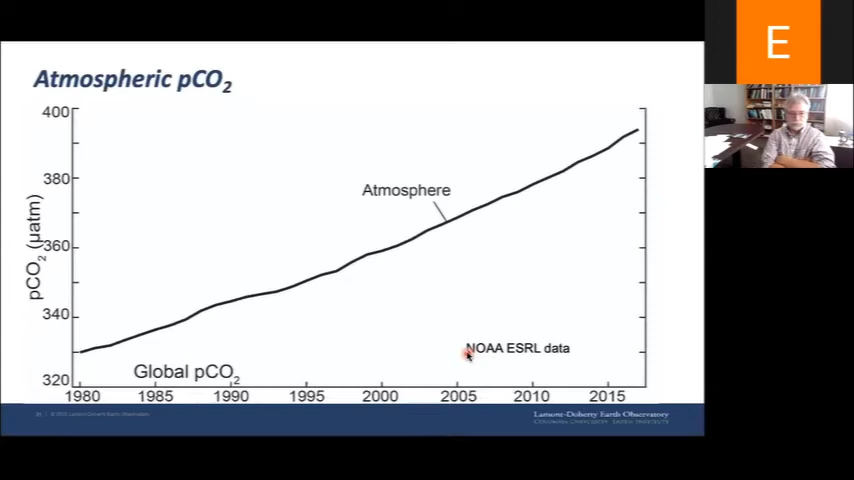 Atmospheric pCO₂
400
380
360
340
320
pCO₂ (µatm)
Atmosphere
NOAA ESRL data
Global pCO₂
1980 1985 1990 1995 2000 2005 2010 2015
Lamont-Doherty Earth Observatory
Columbia University | Earth Institute
E